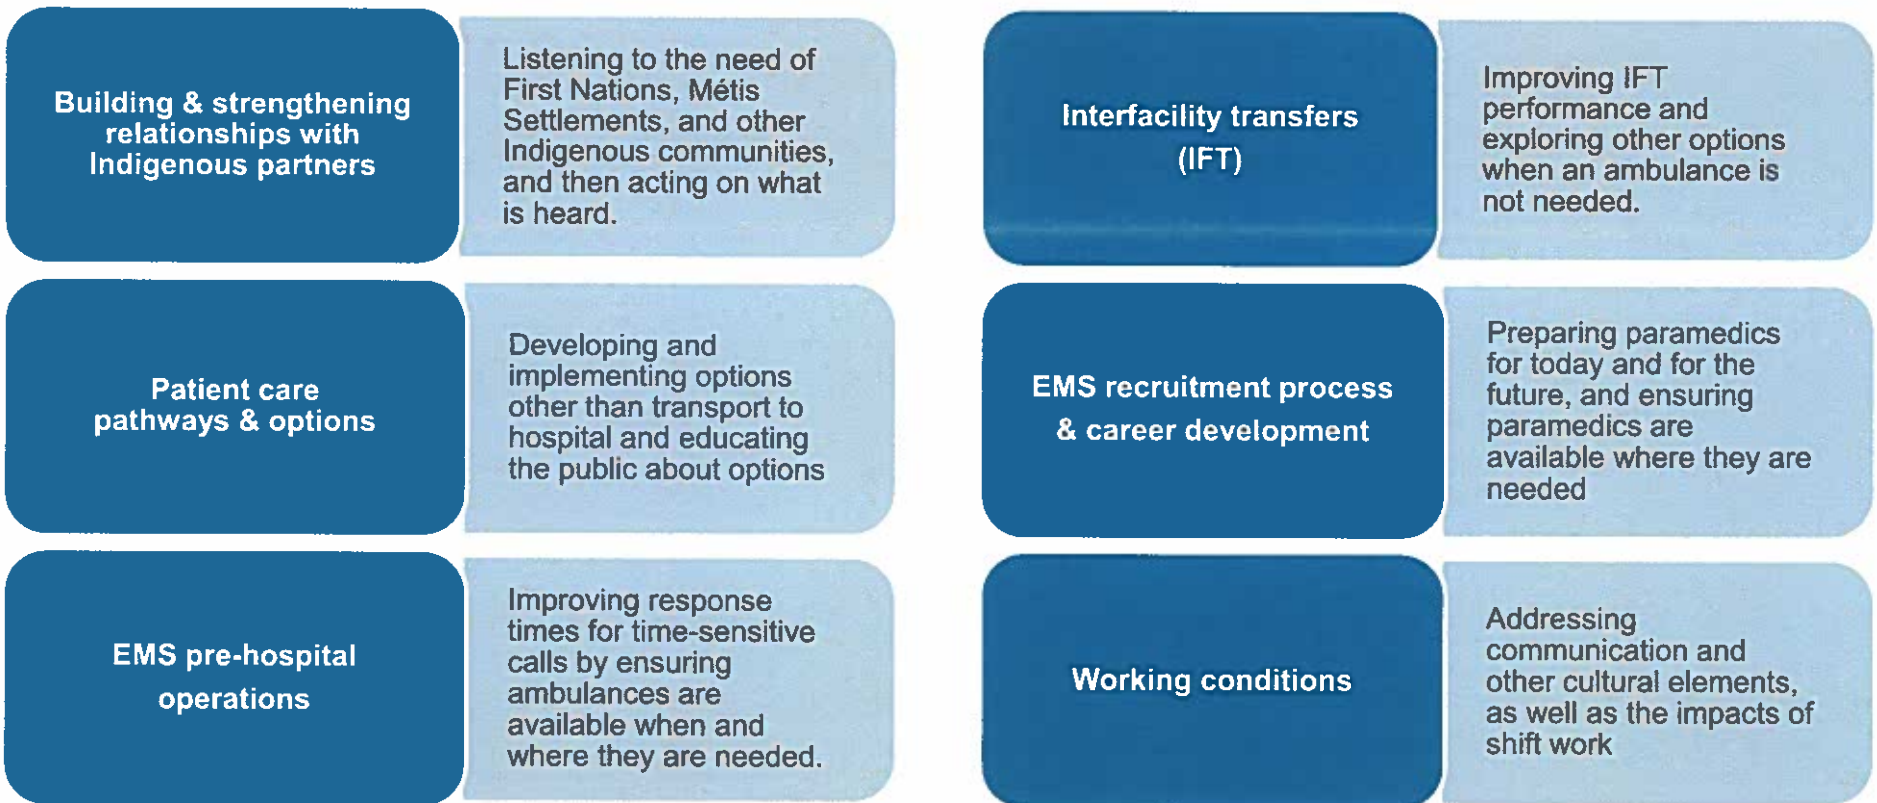 Building & strengthening
relationships with
Indigenous partners
Listening to the need of
First Nations, Métis
Settlements, and other
Indigenous communities,
and then acting on what
is heard.
Patient care
pathways & options
Developing and
implementing options
other than transport to
hospital and educating
the public about options
EMS pre-hospital
operations
Improving response
times for time-sensitive
calls by ensuring
ambulances are
available when and
where they are needed.
Interfacility transfers
(IFT)
Improving IFT
performance and
exploring other options
when an ambulance is
not needed.
EMS recruitment process
& career development
Preparing paramedics
for today and for the
future, and ensuring
paramedics are
available where they are
needed
Working conditions
Addressing
communication and
other cultural elements,
as well as the impacts of
shift work